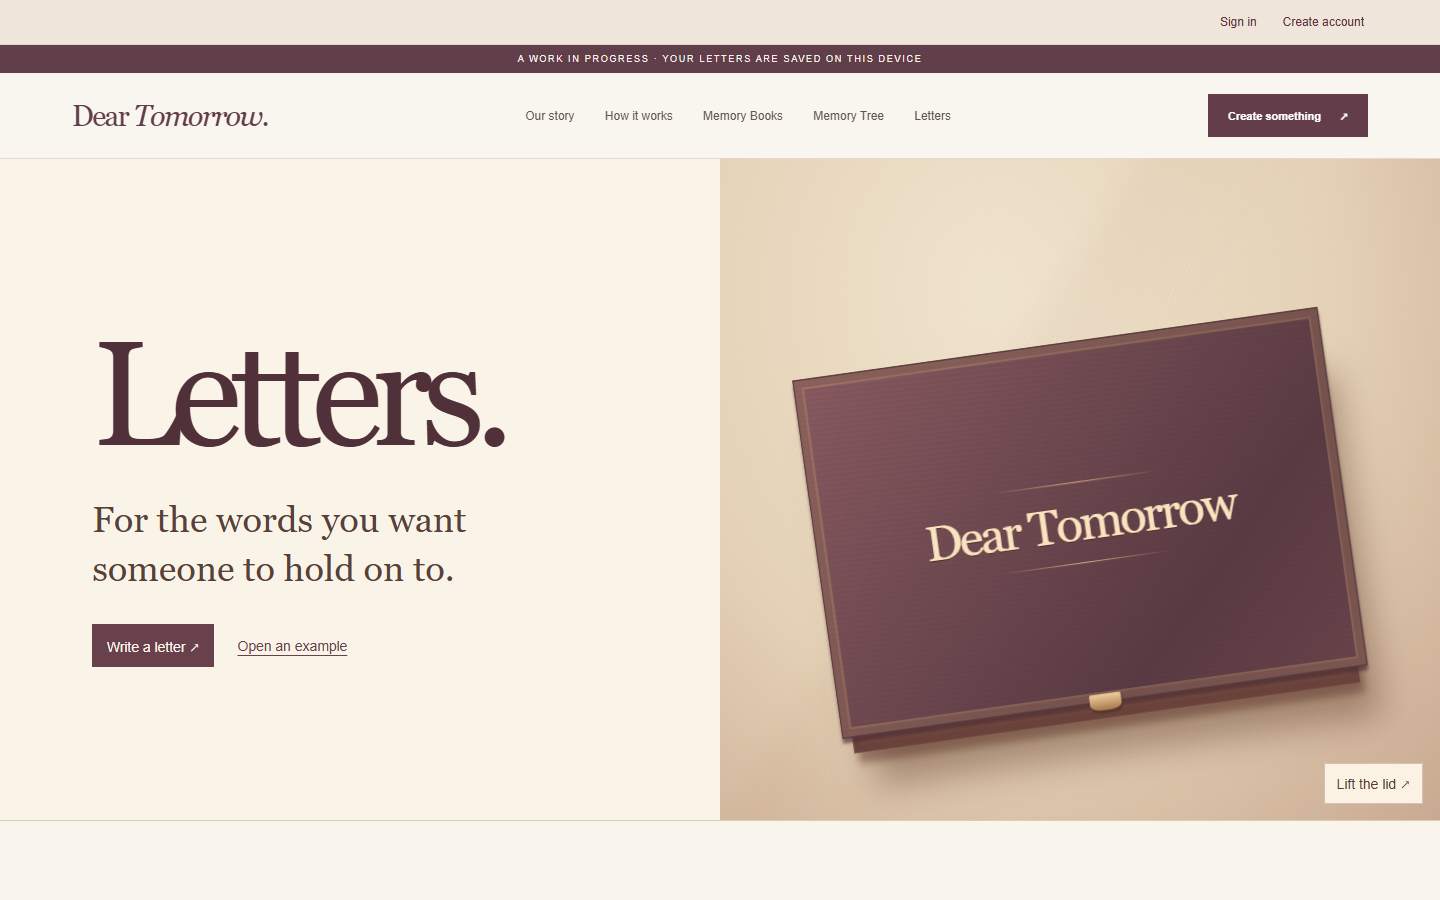 Sign in Create account
A WORK IN PROGRESS · YOUR LETTERS ARE SAVED ON THIS DEVICE
Dear Tomorrow. Our story How it works Memory Books Memory Tree Letters Create something ↗
Letters.
For the words you want
someone to hold on to.
Write a letter ↗ Open an example
Dear Tomorrow
Lift the lid ↗